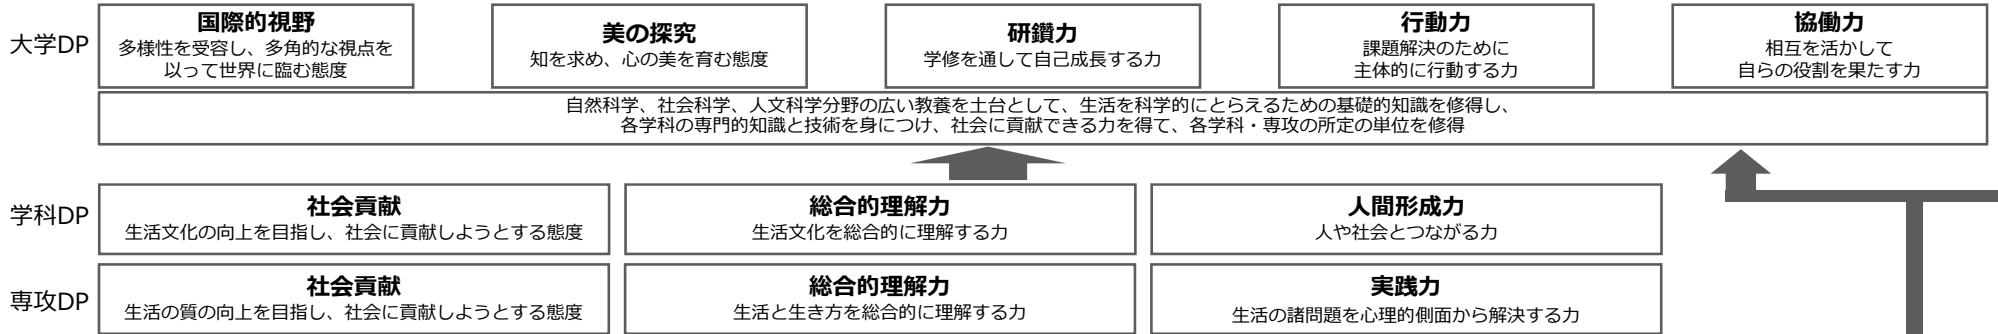 大学DP
国際的視野
多様性を受容し、多角的な視点を
以って世界に臨む態度
美の探究
知を求め、心の美を育む態度
研鑽力
学修を通して自己成長する力
行動力
課題解決のために
主体的に行動する力
協働力
相互を活かして
自らの役割を果たす力
自然科学、社会科学、人文科学分野の広い教養を土台として、生活を科学的にとらえるための基礎的知識を修得し、
各学科の専門的知識と技術を身につけ、社会に貢献できる力を得て、各学科・専攻の所定の単位を修得
学科DP
社会貢献
生活文化の向上を目指し、社会に貢献しようとする態度
総合的理解力
生活文化を総合的に理解する力
人間形成力
人や社会とつながる力
専攻DP
社会貢献
生活の質の向上を目指し、社会に貢献しようとする態度
総合的理解力
生活と生き方を総合的に理解する力
実践力
生活の諸問題を心理的側面から解決する力